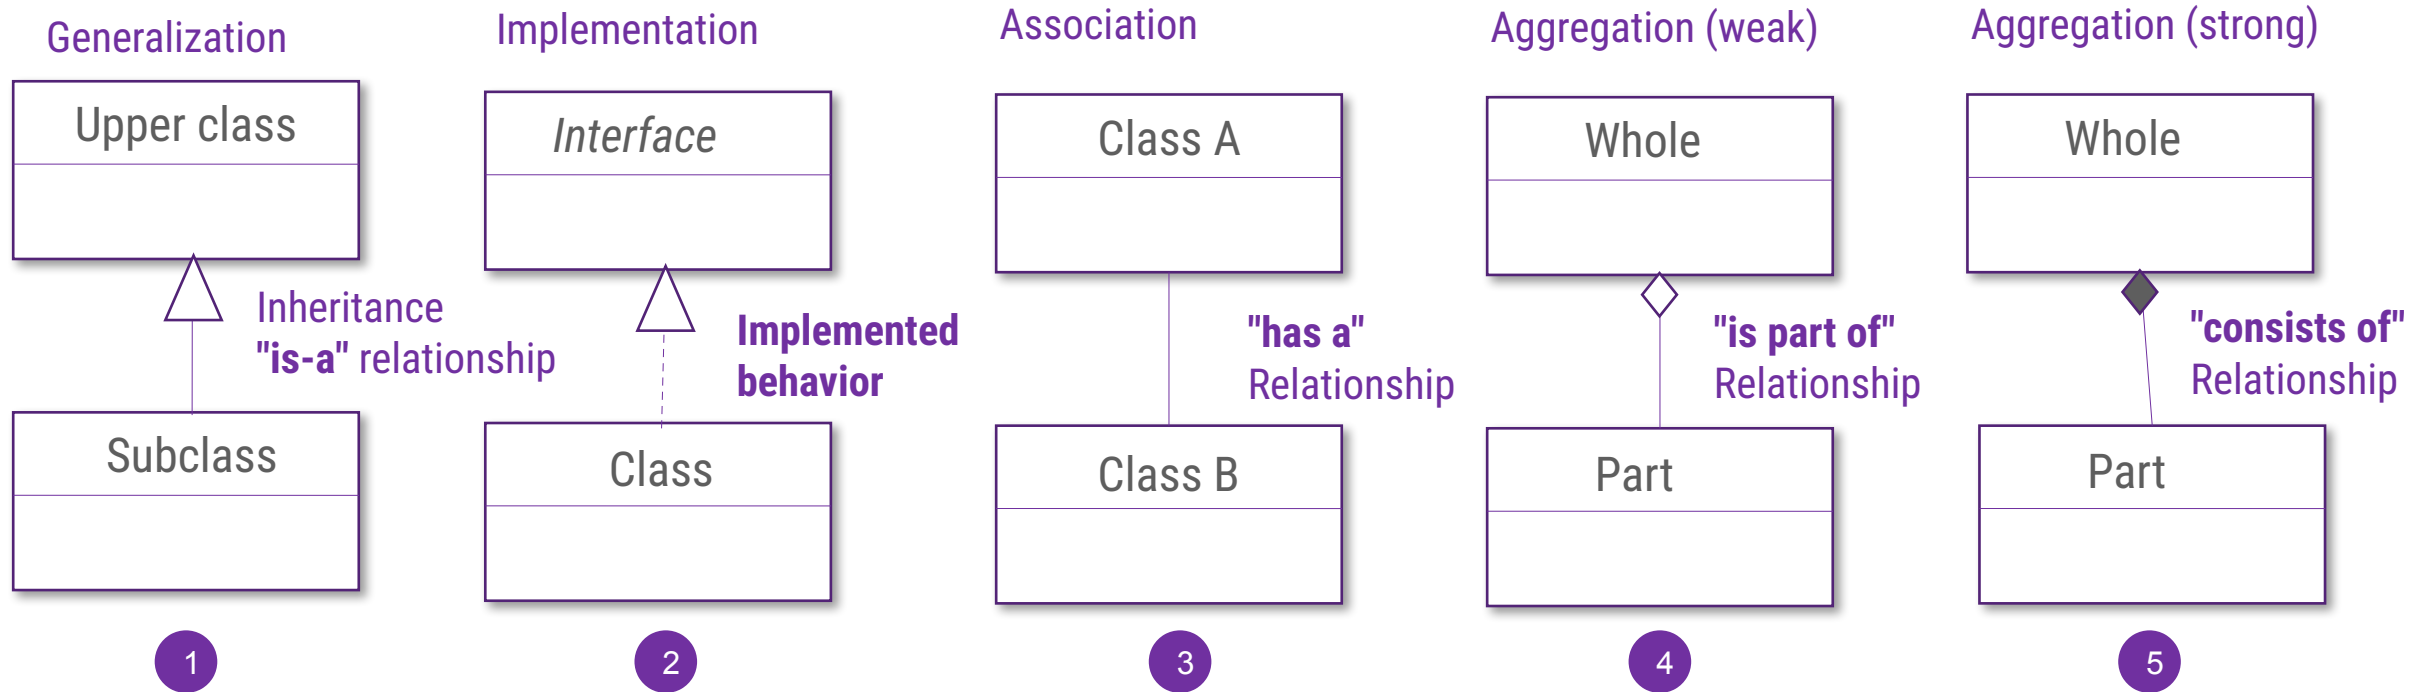 Generalization
Upper class
Inheritance
"is-a" relationship
Subclass
1
Implementation
Interface
Implemented
behavior
Class
2
Association
Class A
"has a"
Relationship
Class B
3
Aggregation (weak)
Whole
"is part of"
Relationship
Part
4
Aggregation (strong)
Whole
"consists of"
Relationship
Part
5